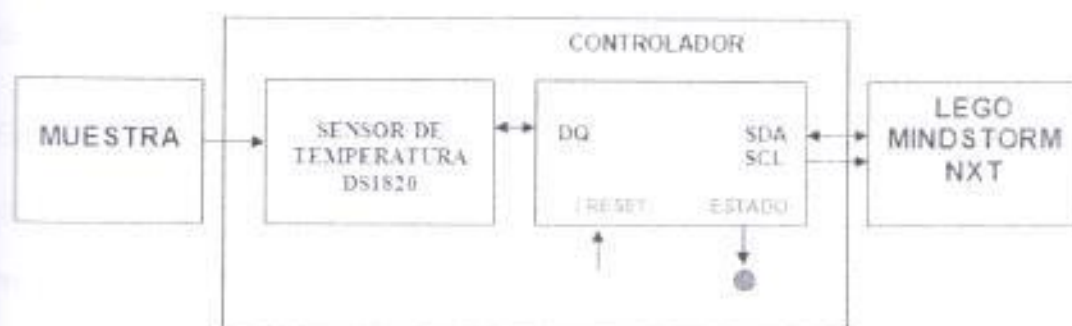 CONTROLADOR
MUESTRA
SENSOR DE
TEMPERATURA
DS1820
DQ
SDA
SCL
RESET
ESTADO
LEGO
MINDSTORM
NXT